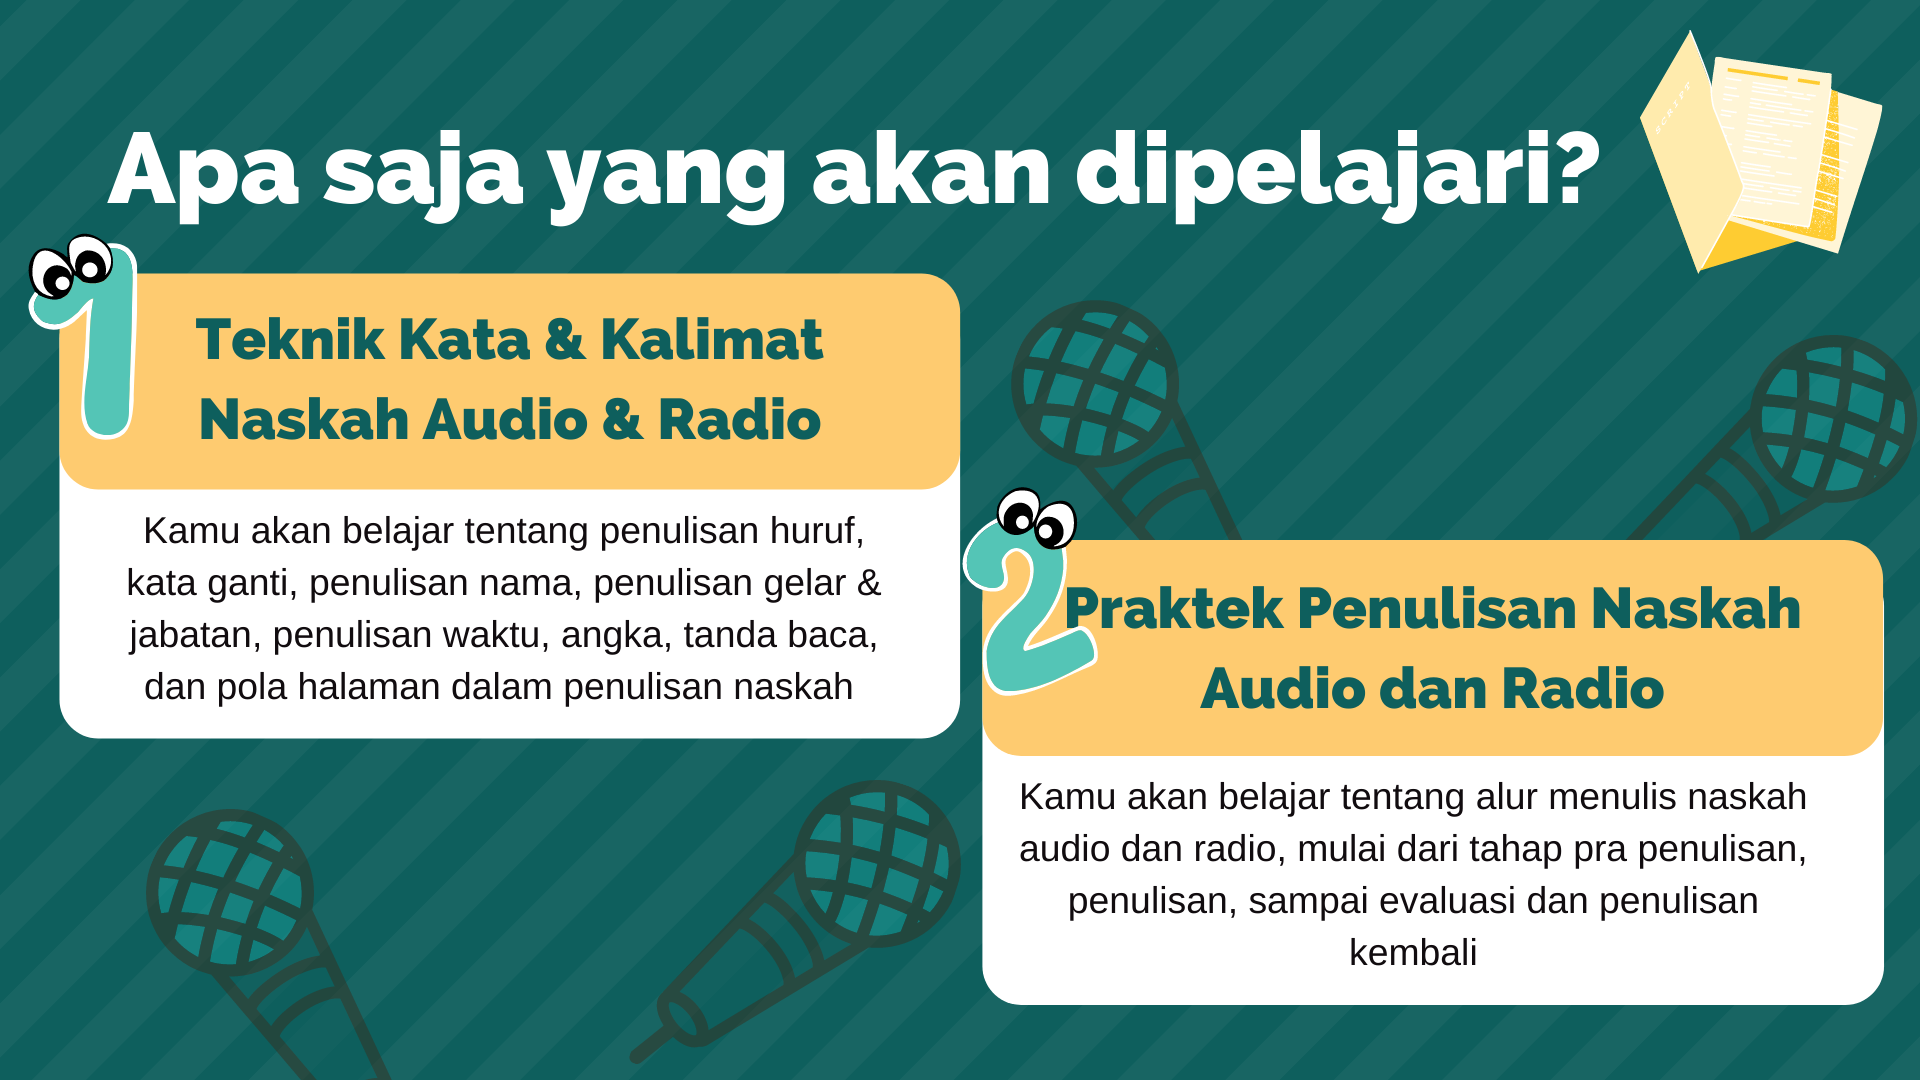 Apa saja yang akan dipelajari?
SCRIPT
1
Teknik Kata & Kalimat
Naskah Audio & Radio
Kamu akan belajar tentang penulisan huruf,
kata ganti, penulisan nama, penulisan gelar &
jabatan, penulisan waktu, angka, tanda baca,
dan pola halaman dalam penulisan naskah
2
Praktek Penulisan Naskah
Audio dan Radio
Kamu akan belajar tentang alur menulis naskah
audio dan radio, mulai dari tahap pra penulisan,
penulisan, sampai evaluasi dan penulisan
kembali